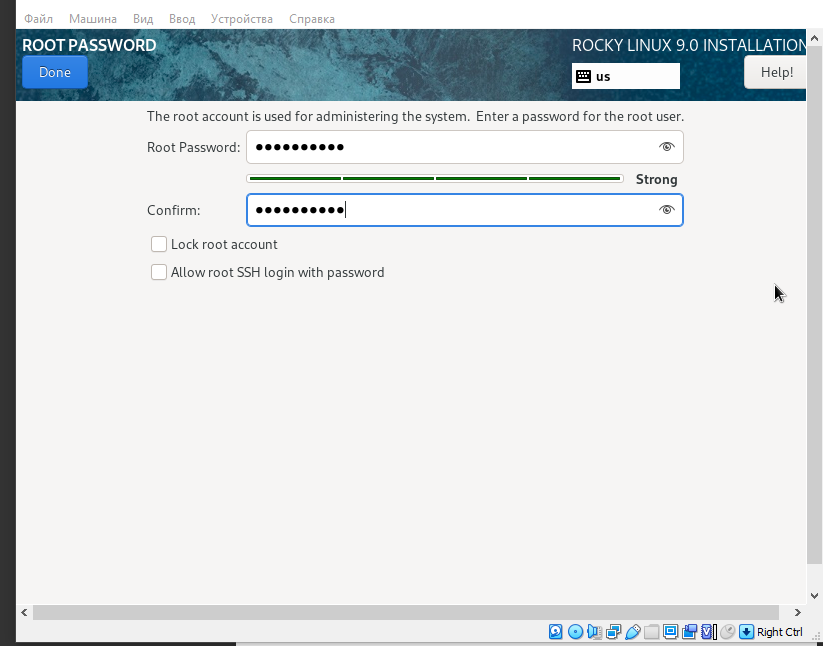 Файл Машина Вид Ввод Устройства Справка
ROOT PASSWORD
ROCKY LINUX 9.0 INSTALLATION
Done
us
Help!
The root account is used for administering the system. Enter a password for the root user.
Root Password: ●●●●●●●●●●
Strong
Confirm: ●●●●●●●●●●
Lock root account
Allow root SSH login with password
Right Ctrl